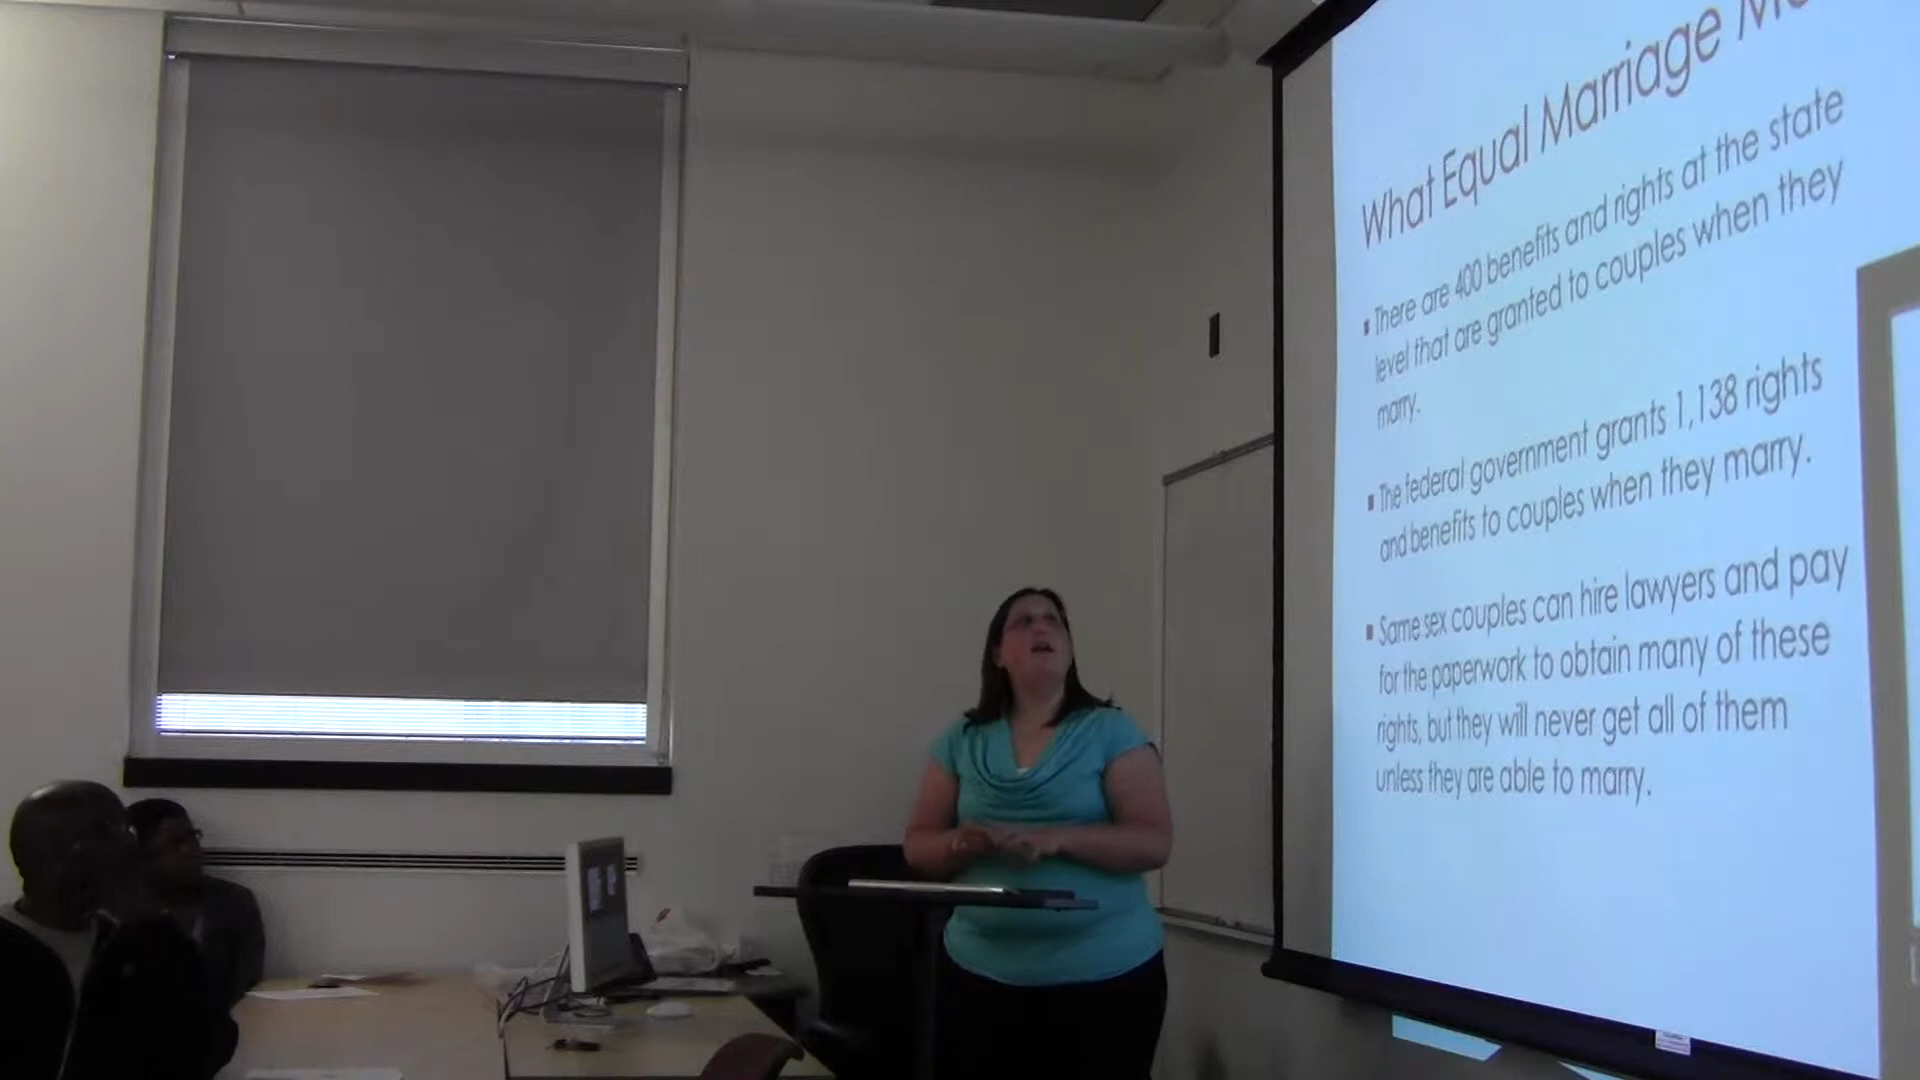 What Equal Marriage
There are 400 benefits and rights at the state
level that are granted to couples when they
marry.
The federal government grants 1,138 rights
and benefits to couples when they marry.
Same sex couples can hire lawyers and pay
for the paperwork to obtain many of these
rights, but they will never get all of them
unless they are able to marry.